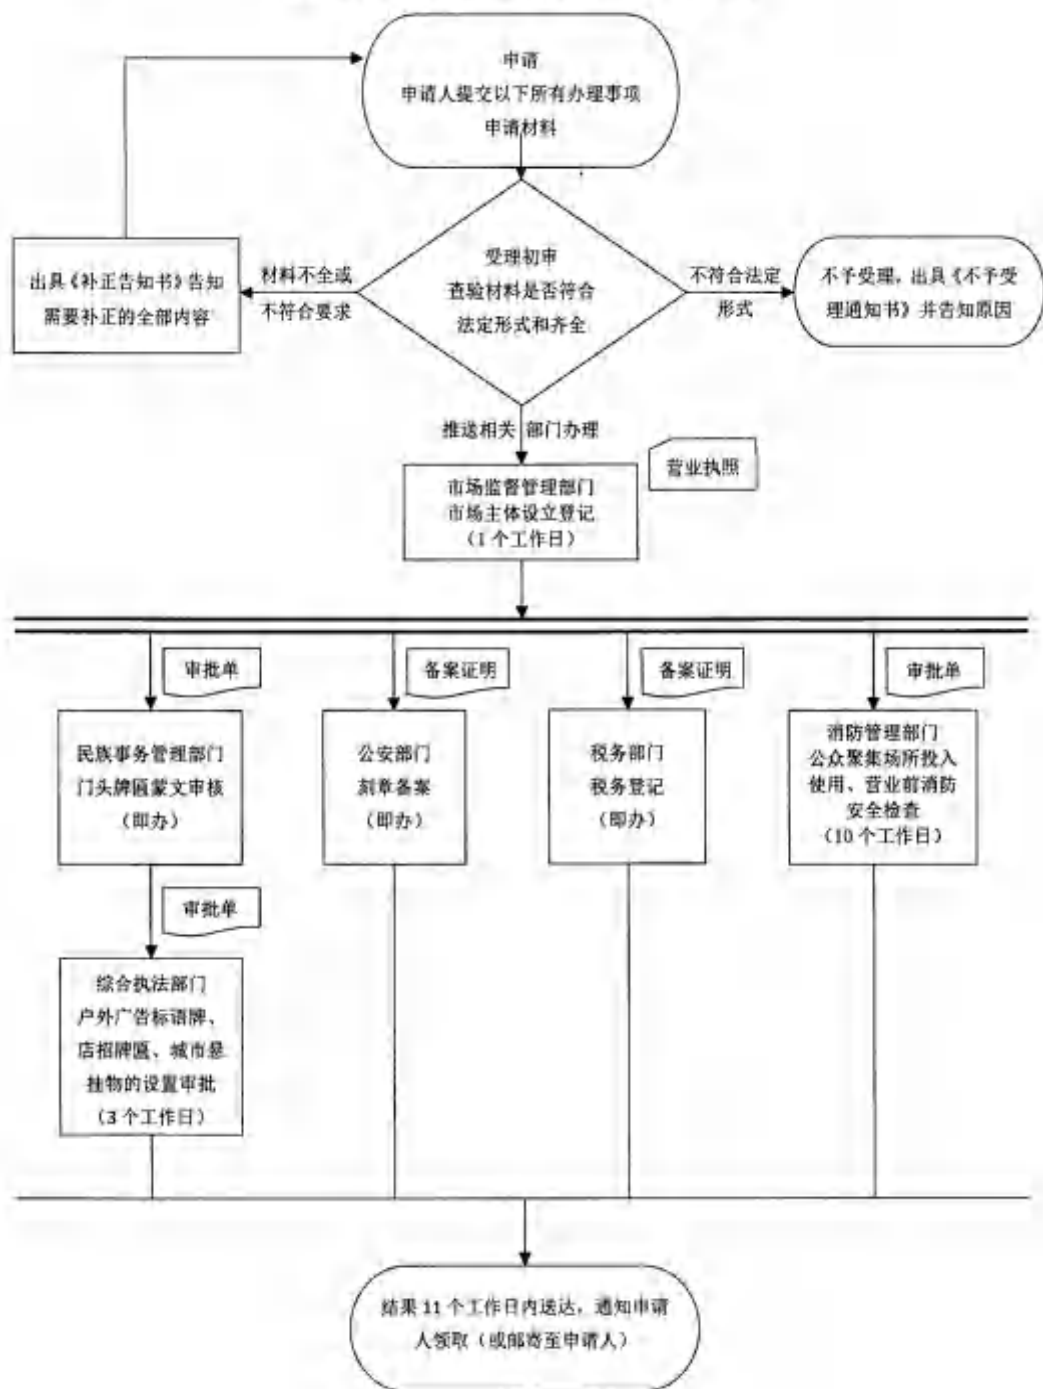 申请
申请人提交以下所有办理事项
申请材料
受理初审
查验材料是否符合
法定形式和齐全
材料不全或
不符合要求
出具《补正告知书》告知
需要补正的全部内容
不符合法定
形式
不予受理,出具《不予受
理通知书》并告知原因
推送相关 部门办理
营业执照
市场监督管理部门
市场主体设立登记
(1个工作日)
审批单
备案证明
备案证明
审批单
民族事务管理部门
门头牌匾蒙文审核
(即办)
公安部门
刻章备案
(即办)
税务部门
税务登记
(即办)
消防管理部门
公众聚集场所投入
使用、营业前消防
安全检查
(10个工作日)
审批单
综合执法部门
户外广告标语牌、
店招牌匾、城市悬
挂物的设置审批
(3个工作日)
结果11个工作日内送达,通知申请
人领取(或邮寄至申请人)